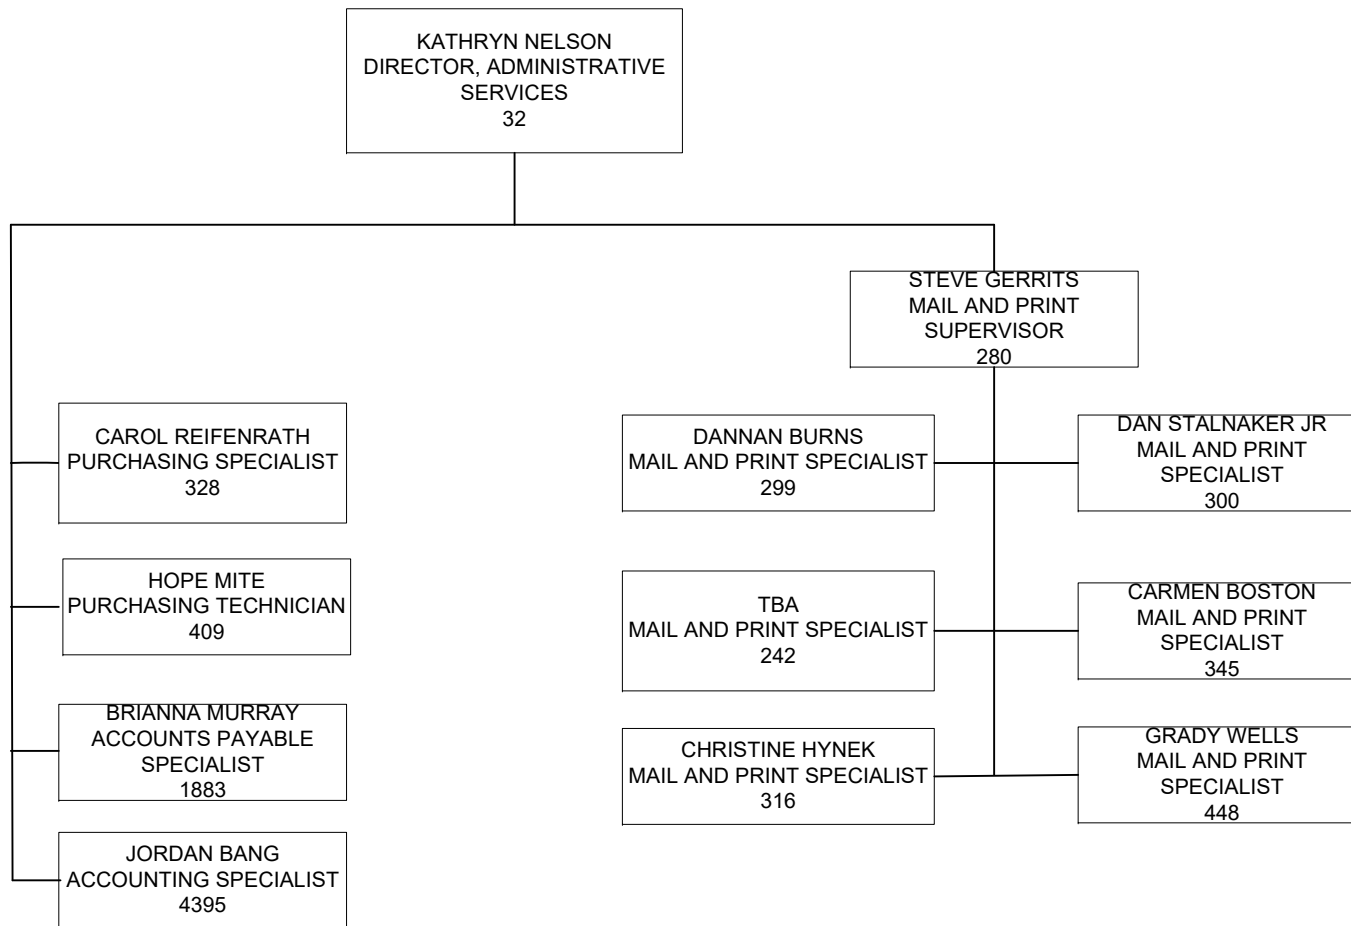 KATHRYN NELSON
DIRECTOR, ADMINISTRATIVE
SERVICES
32
STEVE GERRITS
MAIL AND PRINT
SUPERVISOR
280
CAROL REIFENRATH
PURCHASING SPECIALIST
328
HOPE MITE
PURCHASING TECHNICIAN
409
BRIANNA MURRAY
ACCOUNTS PAYABLE
SPECIALIST
1883
JORDAN BANG
ACCOUNTING SPECIALIST
4395
DANNAN BURNS
MAIL AND PRINT SPECIALIST
299
TBA
MAIL AND PRINT SPECIALIST
242
CHRISTINE HYNEK
MAIL AND PRINT SPECIALIST
316
DAN STALNAKER JR
MAIL AND PRINT
SPECIALIST
300
CARMEN BOSTON
MAIL AND PRINT
SPECIALIST
345
GRADY WELLS
MAIL AND PRINT
SPECIALIST
448